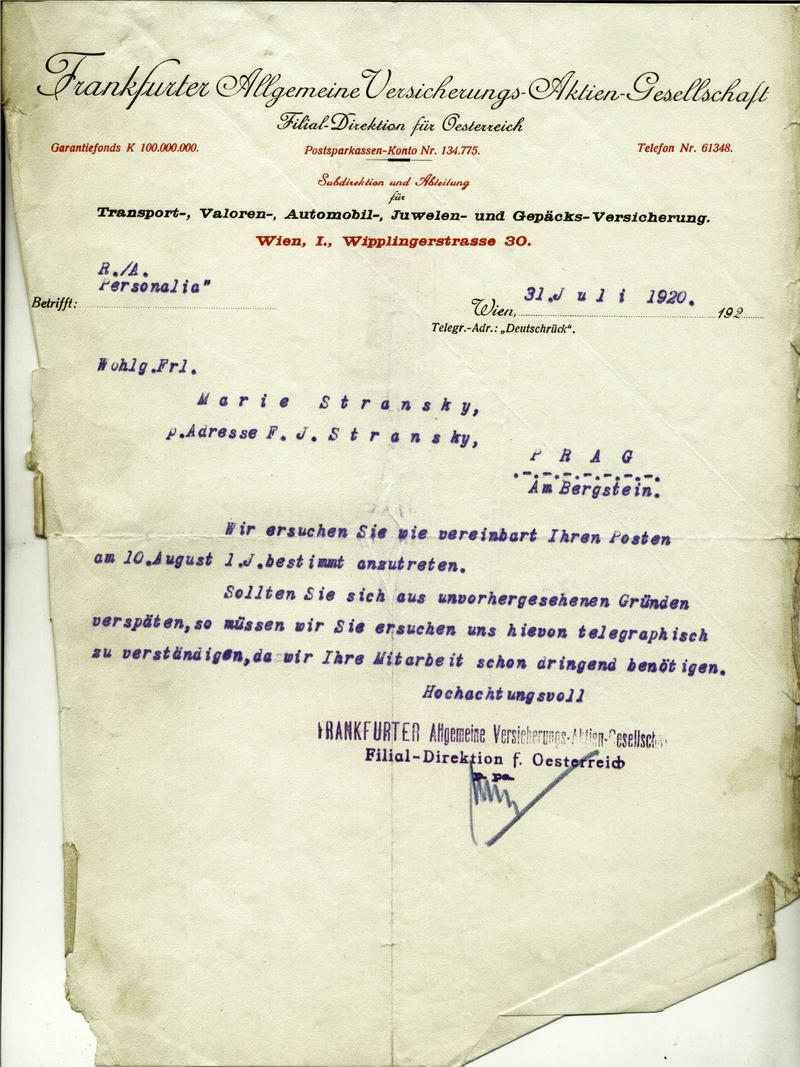 Frankfurter Allgemeine Versicherungs-Aktien-Gesellschaft
Filial-Direktion für Oesterreich
Garantiefonds K 100.000.000. Postsparkassen-Konto Nr. 134.775. Telefon Nr. 61348.
Subdirektion und Abteilung
für
Transport-, Valoren-, Automobil-, Juwelen- und Gepäcks-Versicherung.
Wien, I., Wipplingerstrasse 30.
R./A.
Personalia"
Betrifft:
31.Juli 1920.
Wien, 192
Telegr.-Adr.: „Deutschrück".
Wohlg.Frl.
Marie Stransky,
p.Adresse F. J. Stransky,
PRAG
Am Bergstein.
Wir ersuchen Sie wie vereinbart Ihren Posten
am 10.August l.J.bestimmt anzutreten.
Sollten Sie sich aus unvorhergesehenen Gründen
verspäten,so müssen wir Sie ersuchen uns hievon telegraphisch
zu verständigen,da wir Ihre Mitarbeit schon dringend benötigen.
Hochachtungsvoll
FRANKFURTER Allgemeine Versicherungs-Aktien-Gesellscha
Filial-Direktion f. Oesterreich
p. pa.